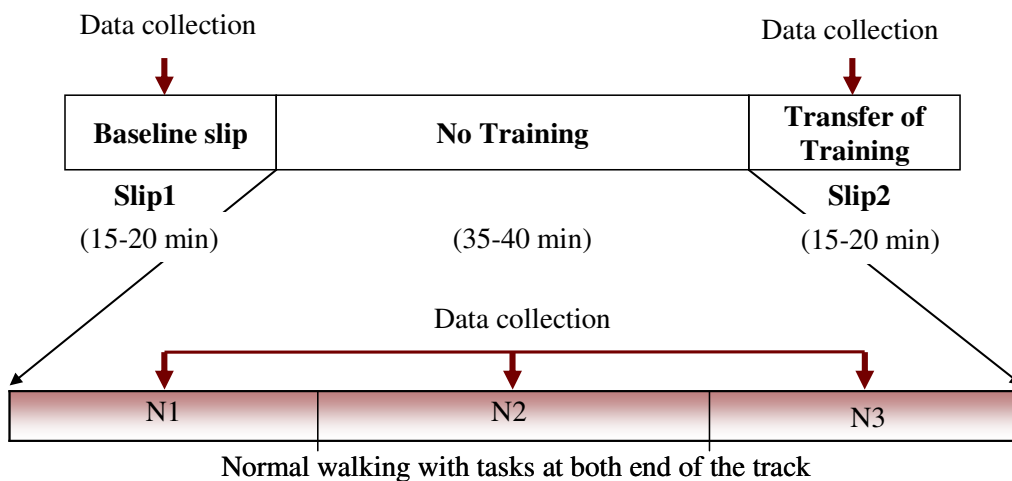 Data collection
Data collection
Baseline slip
No Training
Transfer of
Training
Slip1
Slip2
(15-20 min)
(35-40 min)
(15-20 min)
Data collection
N1
N2
N3
Normal walking with tasks at both end of the track